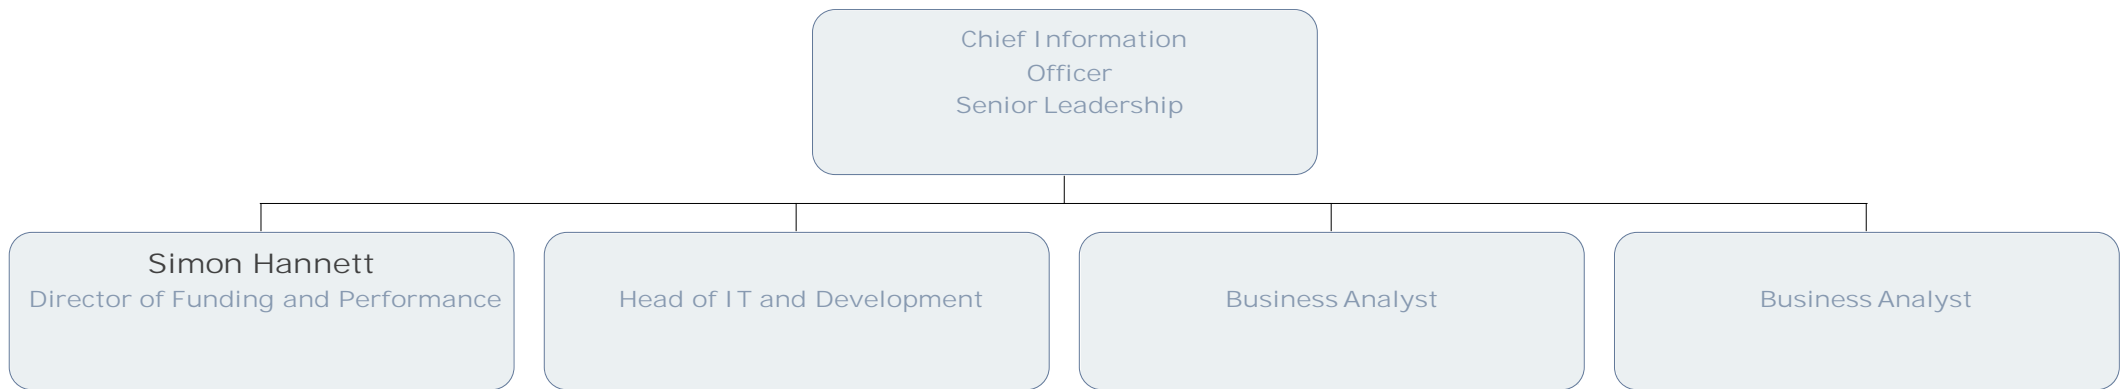 Chief Information
Officer
Senior Leadership
Simon Hannett
Director of Funding and Performance
Head of IT and Development
Business Analyst
Business Analyst